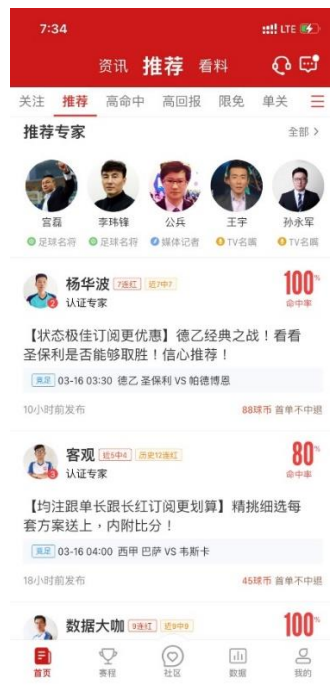 7:34
LTE
资讯 推荐 看料
关注 推荐 高命中 高回报 限免 单关
推荐专家 全部 >
宫磊 李玮锋 公兵 王宇 孙永军
足球名将 足球名将 媒体记者 TV名嘴 TV名嘴
杨华波 7连红 近7中7 100%
2 认证专家 命中率
【状态极佳订阅更优惠】德乙经典之战！看看
圣保利是否能够取胜！信心推荐！
竞足 03-16 03:30 德乙 圣保利 VS 帕德博恩
10小时前发布 88球币 首单不中退
客观 近5中4 历史12连红 80%
3 认证专家 命中率
【均注跟单长跟长红订阅更划算】精挑细选每
套方案送上，内附比分！
竞足 03-16 04:00 西甲 巴萨 VS 韦斯卡
18小时前发布 45球币 首单不中退
数据大咖 9连红 近9中9 100%
首页 赛程 社区 数据 我的